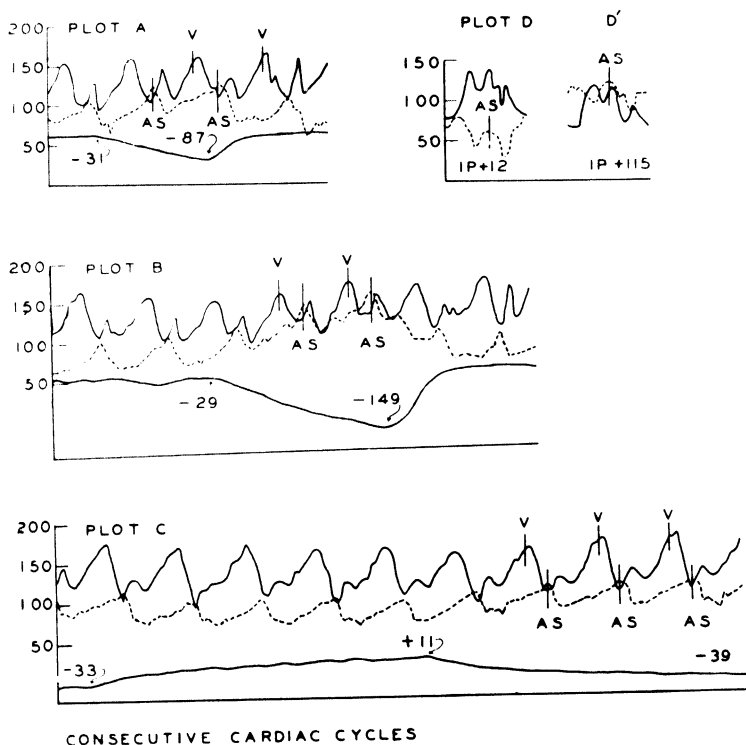 PLOT A
V V
200
150
100
50
AS AS
-31
-87
PLOT D D′
AS
150
100
50
AS
IP+12
IP +115
PLOT B
V V
200
150
100
50
AS AS
-29
-149
PLOT C
V V V
200
150
100
50
AS AS AS
-33
+11
-39
CONSECUTIVE CARDIAC CYCLES